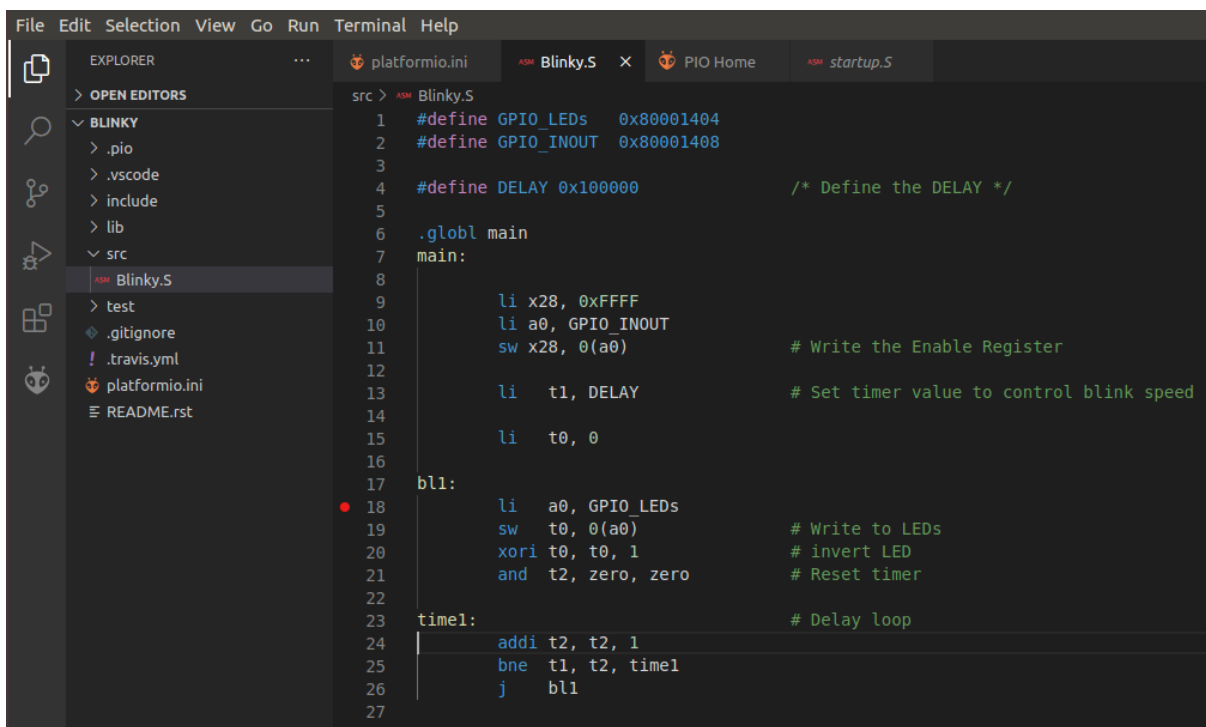 File Edit Selection View Go Run Terminal Help
EXPLORER ...
> OPEN EDITORS
BLINKY
> .pio
> .vscode
> include
> lib
src
ASM Blinky.S
> test
.gitignore
! .travis.yml
platformio.ini
README.rst
platformio.ini ASM Blinky.S × PIO Home ASM startup.S
src > ASM Blinky.S
1 #define GPIO_LEDs   0x80001404
2 #define GPIO_INOUT  0x80001408
3
4 #define DELAY 0x100000               /* Define the DELAY */
5
6 .globl main
7 main:
8
9         li x28, 0xFFFF
10         li a0, GPIO_INOUT
11         sw x28, 0(a0)                # Write the Enable Register
12
13         li   t1, DELAY               # Set timer value to control blink speed
14
15         li   t0, 0
16
17 bl1:
18         li   a0, GPIO_LEDs
19         sw   t0, 0(a0)               # Write to LEDs
20         xori t0, t0, 1               # invert LED
21         and  t2, zero, zero          # Reset timer
22
23 time1:                               # Delay loop
24         addi t2, t2, 1
25         bne  t1, t2, time1
26         j    bl1
27